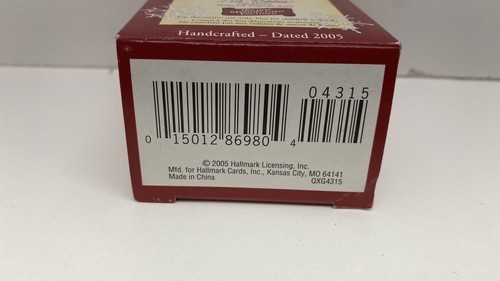 Handcrafted – Dated 2005
04315
0 15012 86980 4
© 2005 Hallmark Licensing, Inc.
Mfd. for Hallmark Cards, Inc., Kansas City, MO 64141
Made in China QXG4315